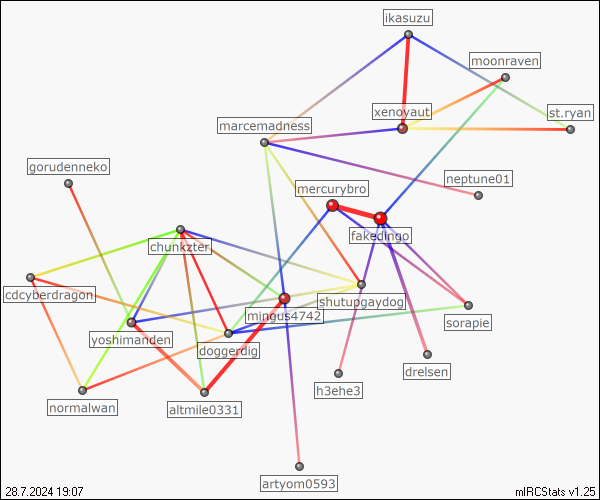 ikasuzu
moonraven
xenoyaut
st.ryan
marcemadness
gorudenneko
neptune01
mercurybro
fakedingo
chunkzter
cdcyberdragon
shutupgaydog
mingus4742
sorapie
yoshimanden
doggerdig
drelsen
h3ehe3
normalwan
altmile0331
artyom0593
28.7.2024 19:07
mIRCStats v1.25